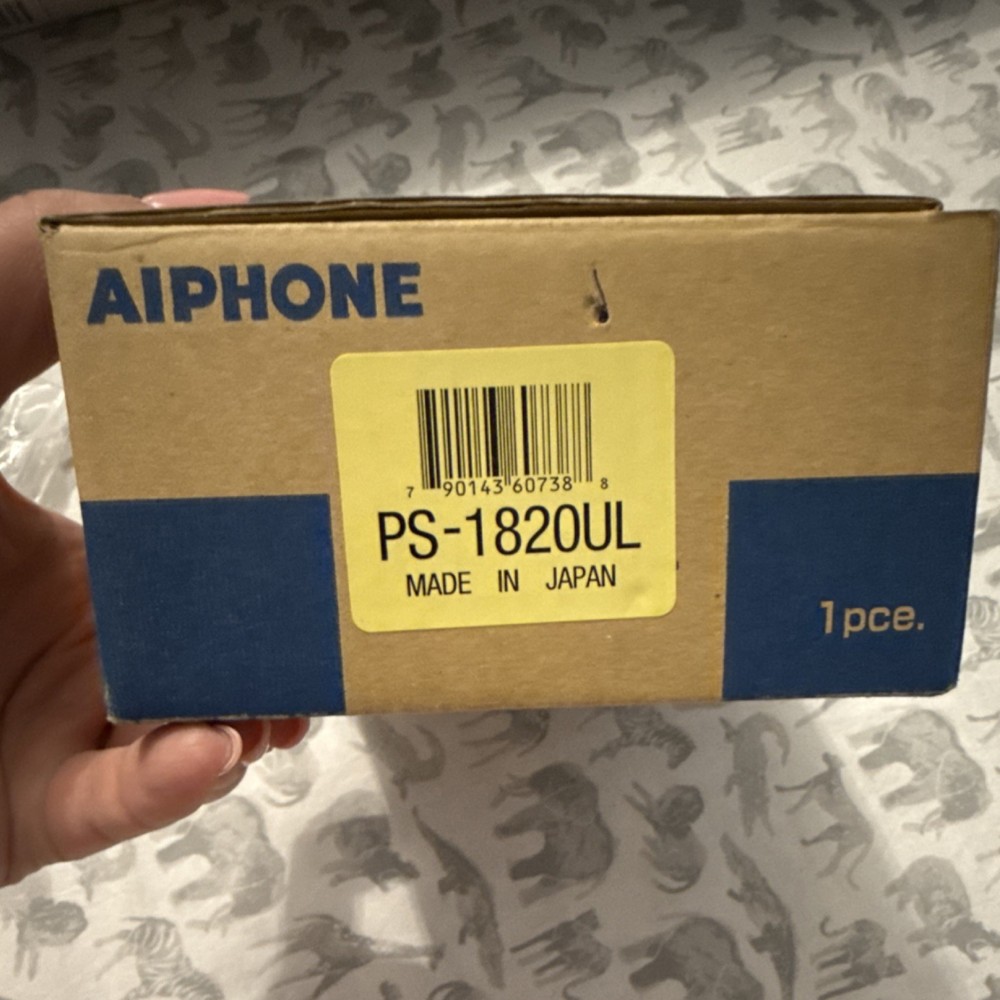 AIPHONE
7 90143 60738 8
PS-1820UL
MADE IN JAPAN
1pce.